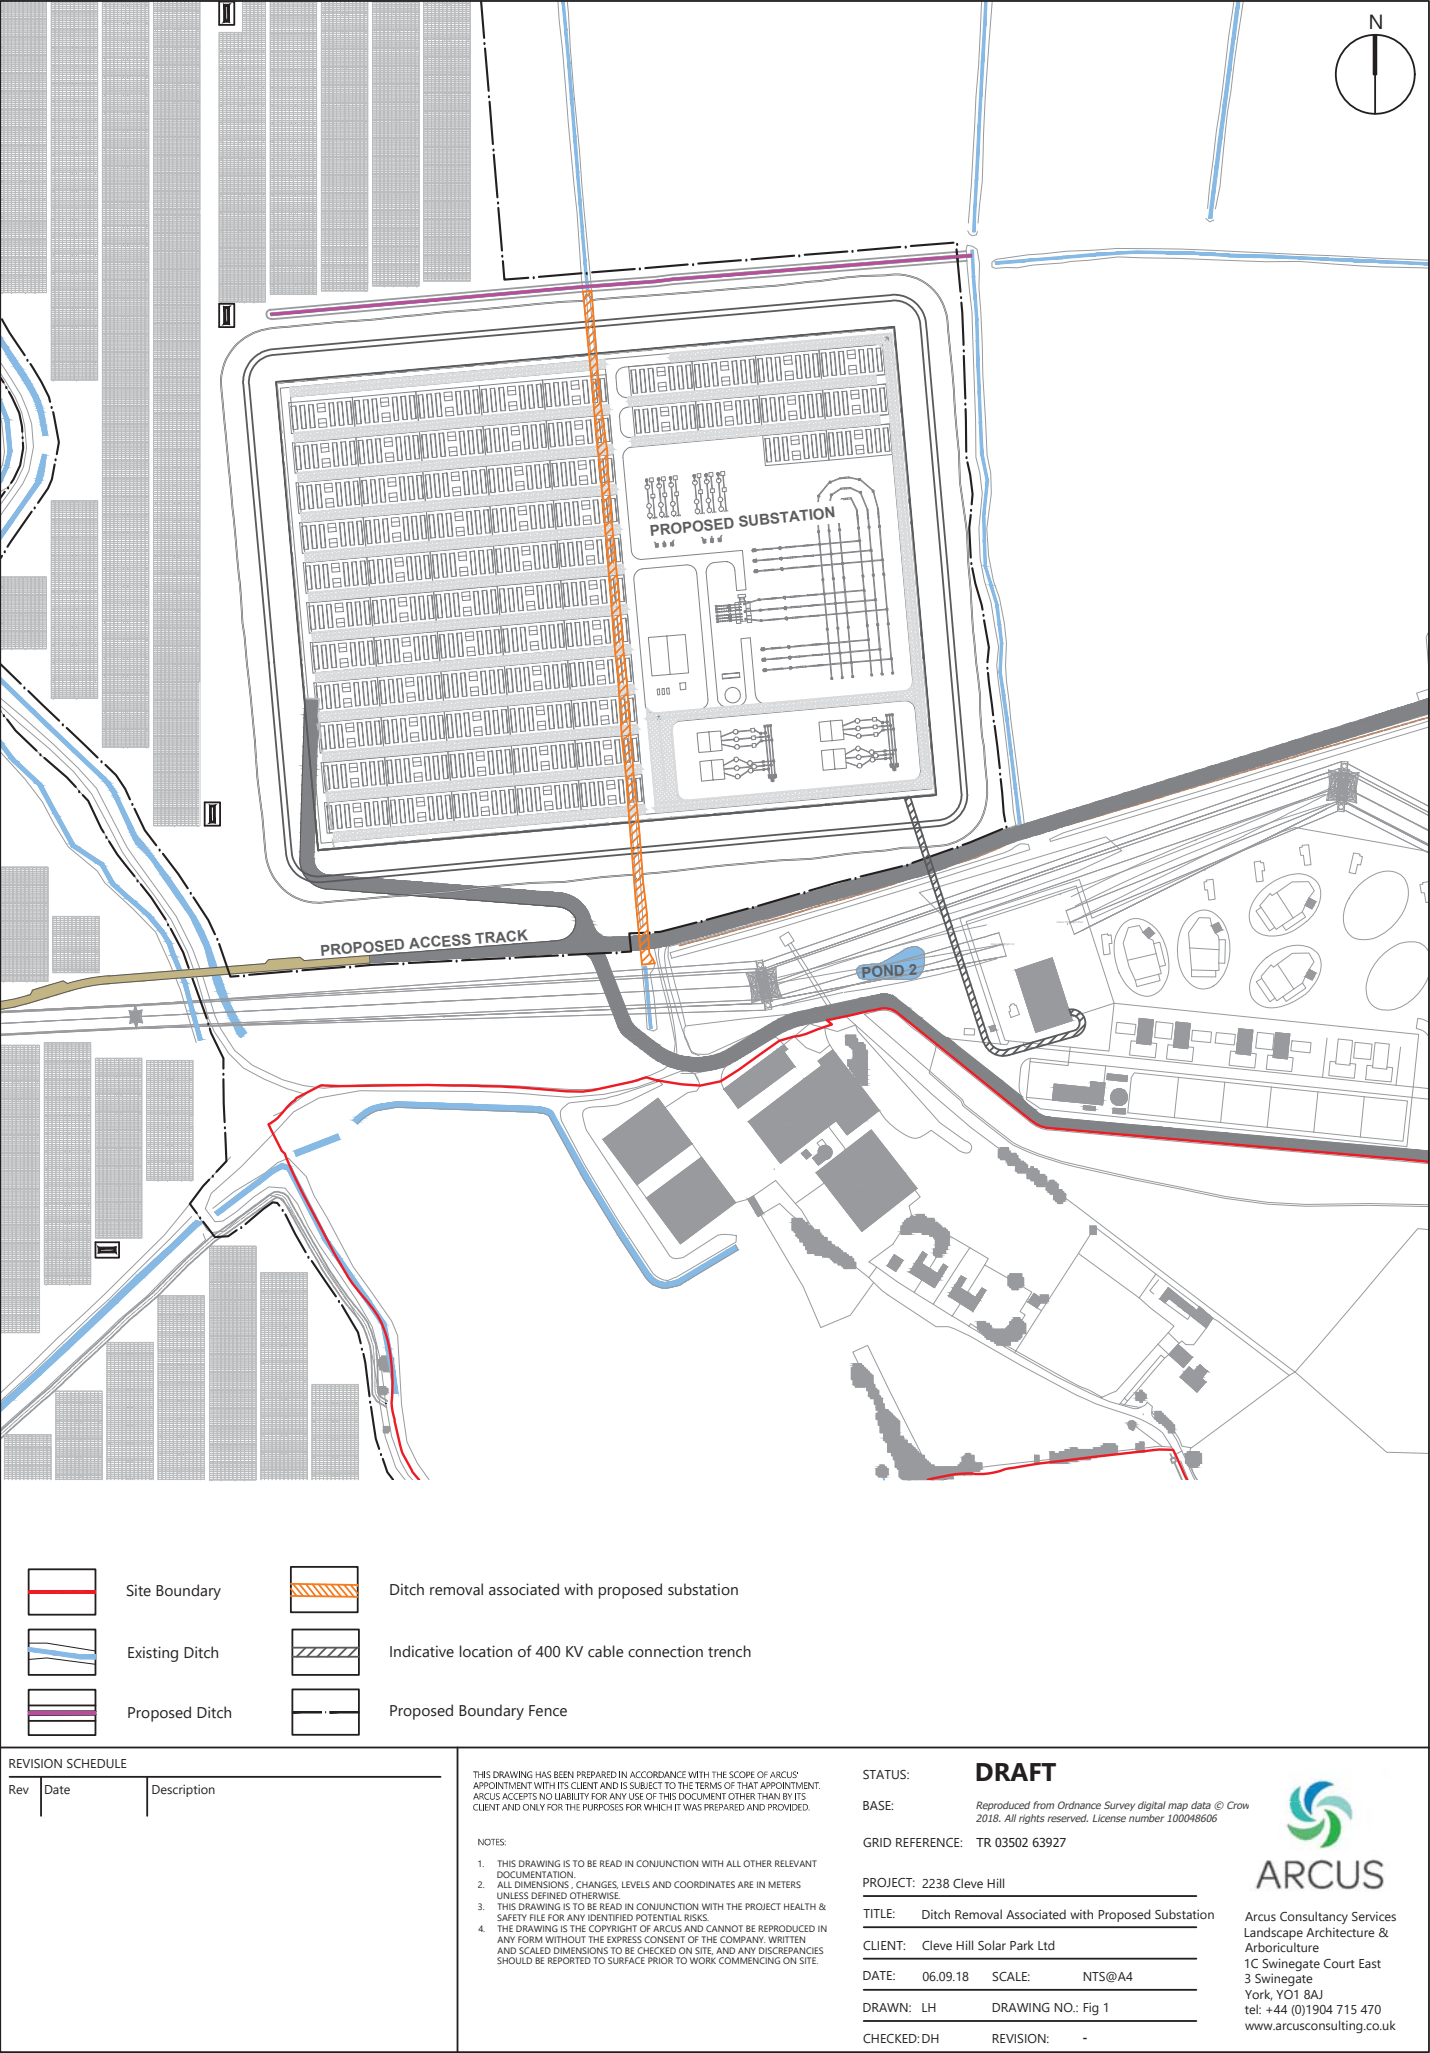 N
PROPOSED SUBSTATION
PROPOSED ACCESS TRACK
POND 2
Site Boundary
Ditch removal associated with proposed substation
Existing Ditch
Indicative location of 400 KV cable connection trench
Proposed Ditch
Proposed Boundary Fence
REVISION SCHEDULE
Rev Date Description
THIS DRAWING HAS BEEN PREPARED IN ACCORDANCE WITH THE SCOPE OF ARCUS'
APPOINTMENT WITH ITS CLIENT AND IS SUBJECT TO THE TERMS OF THAT APPOINTMENT.
ARCUS ACCEPTS NO LIABILITY FOR ANY USE OF THIS DOCUMENT OTHER THAN BY ITS
CLIENT AND ONLY FOR THE PURPOSES FOR WHICH IT WAS PREPARED AND PROVIDED.
NOTES:
1. THIS DRAWING IS TO BE READ IN CONJUNCTION WITH ALL OTHER RELEVANT
DOCUMENTATION.
2. ALL DIMENSIONS , CHANGES, LEVELS AND COORDINATES ARE IN METERS
UNLESS DEFINED OTHERWISE.
3. THIS DRAWING IS TO BE READ IN CONJUNCTION WITH THE PROJECT HEALTH &
SAFETY FILE FOR ANY IDENTIFIED POTENTIAL RISKS.
4. THE DRAWING IS THE COPYRIGHT OF ARCUS AND CANNOT BE REPRODUCED IN
ANY FORM WITHOUT THE EXPRESS CONSENT OF THE COMPANY. WRITTEN
AND SCALED DIMENSIONS TO BE CHECKED ON SITE, AND ANY DISCREPANCIES
SHOULD BE REPORTED TO SURFACE PRIOR TO WORK COMMENCING ON SITE.
STATUS: DRAFT
BASE: Reproduced from Ordnance Survey digital map data © Crow
2018. All rights reserved. License number 100048606
GRID REFERENCE: TR 03502 63927
PROJECT: 2238 Cleve Hill
TITLE: Ditch Removal Associated with Proposed Substation
CLIENT: Cleve Hill Solar Park Ltd
DATE: 06.09.18 SCALE: NTS@A4
DRAWN: LH DRAWING NO.: Fig 1
CHECKED: DH REVISION: -
ARCUS
Arcus Consultancy Services
Landscape Architecture &
Arboriculture
1C Swinegate Court East
3 Swinegate
York, YO1 8AJ
tel: +44 (0)1904 715 470
www.arcusconsulting.co.uk